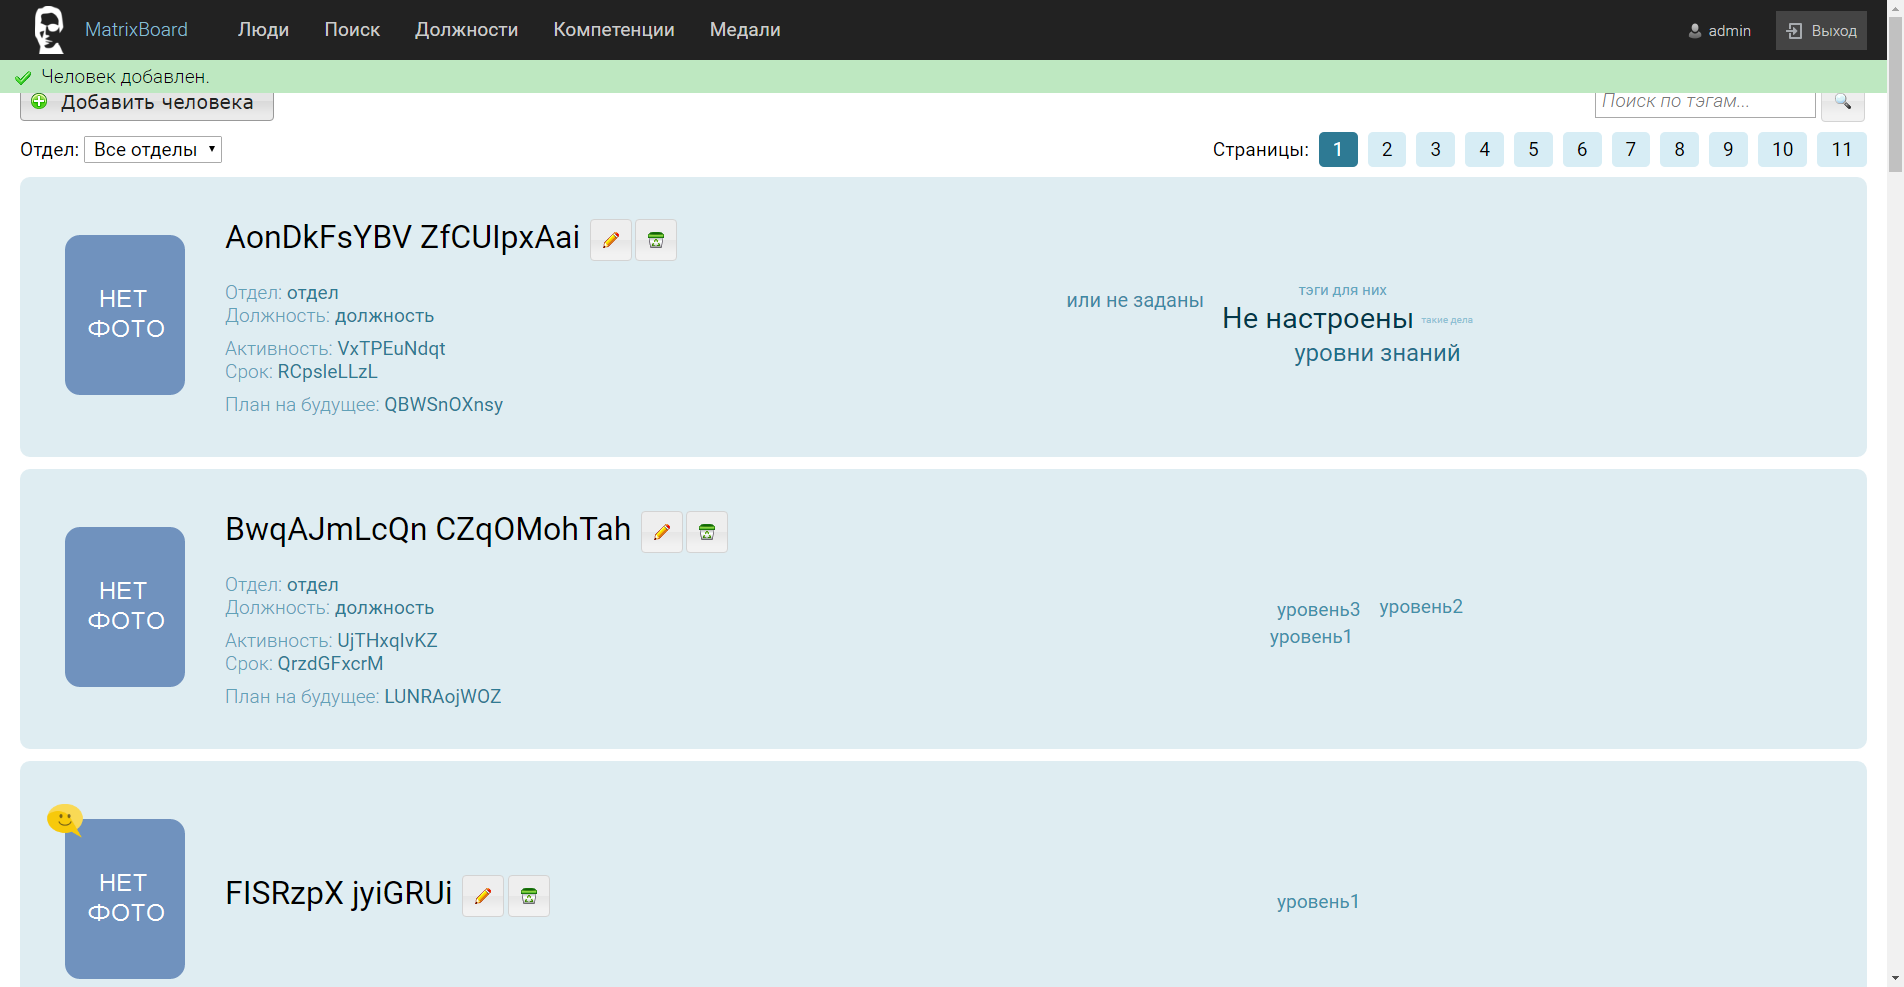 MatrixBoard Люди Поиск Должности Компетенции Медали admin Выход
Человек добавлен.
Добавить человека Поиск по тэгам...
Отдел: Все отделы Страницы: 1 2 3 4 5 6 7 8 9 10 11
AonDkFsYBV ZfCUIpxAai
НЕТ ФОТО
Отдел: отдел
Должность: должность
Активность: VxTPEuNdqt
Срок: RCpsleLLzL
План на будущее: QBWSnOXnsy
тэги для них
или не заданы
Не настроены такие дела
уровни знаний
BwqAJmLcQn CZqOMohTah
НЕТ ФОТО
Отдел: отдел
Должность: должность
Активность: UjTHxqlvKZ
Срок: QrzdGFxcrM
План на будущее: LUNRAojWOZ
уровень3 уровень2
уровень1
НЕТ ФОТО
FISRzpX jyiGRUi
уровень1